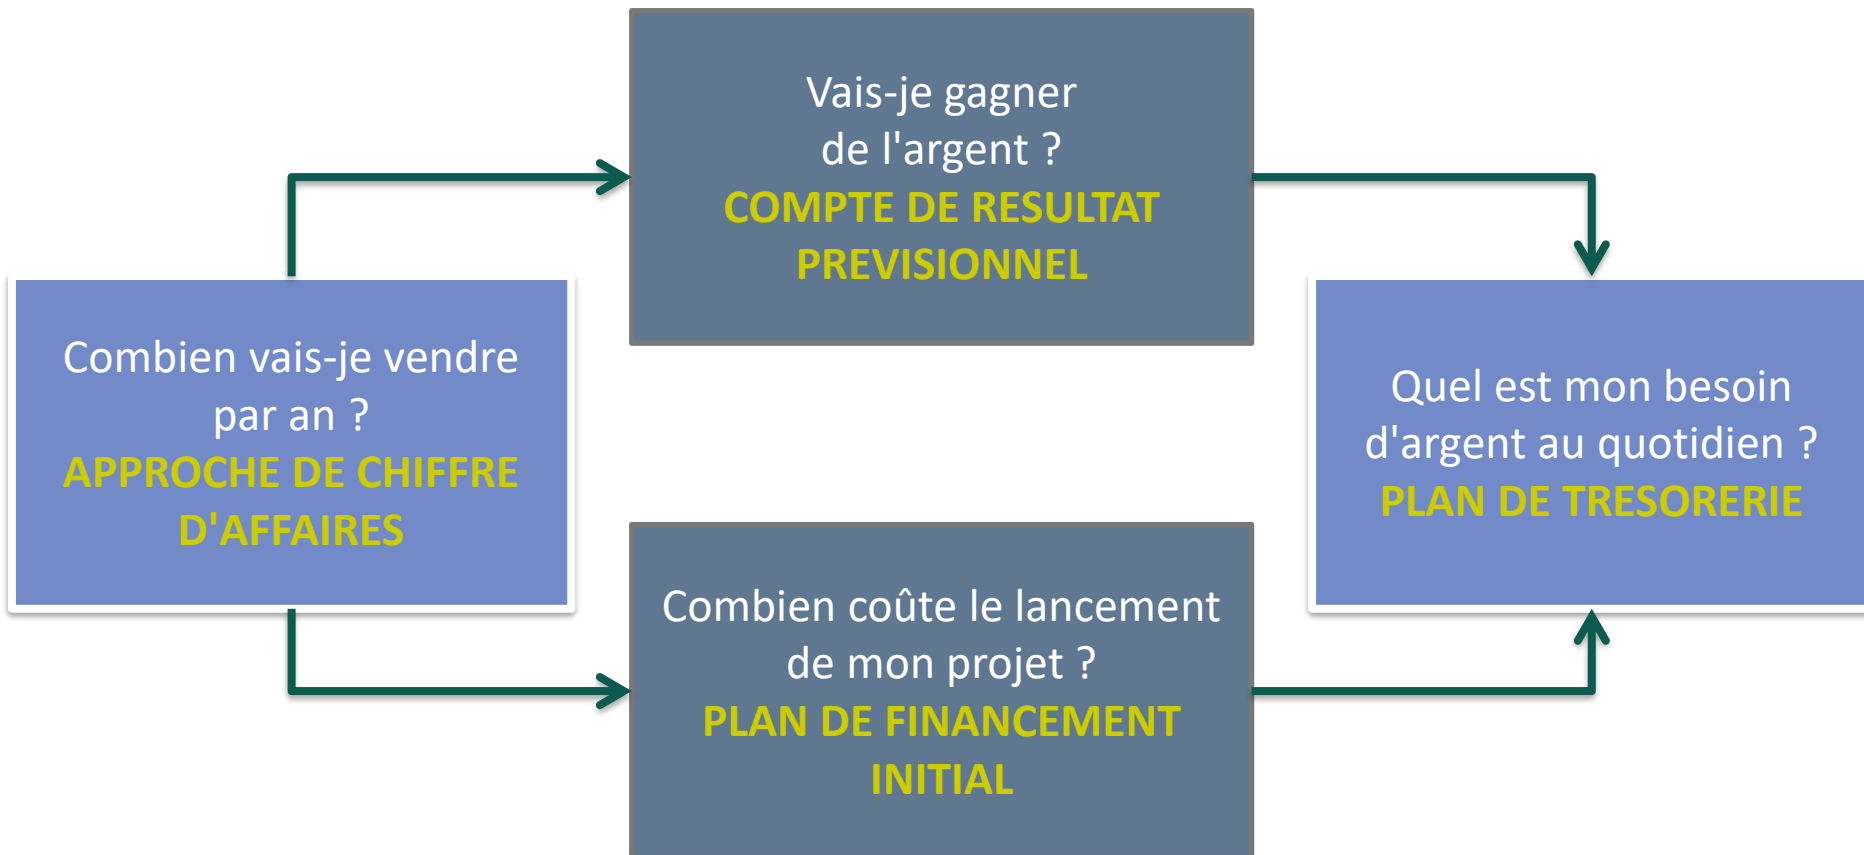 Vais-je gagner
de l'argent ?
COMPTE DE RESULTAT
PREVISIONNEL
Combien vais-je vendre
par an ?
APPROCHE DE CHIFFRE
D'AFFAIRES
Quel est mon besoin
d'argent au quotidien ?
PLAN DE TRESORERIE
Combien coûte le lancement
de mon projet ?
PLAN DE FINANCEMENT
INITIAL